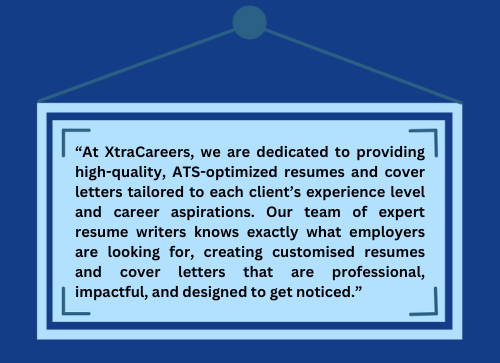 “At XtraCareers, we are dedicated to providing
high-quality, ATS-optimized resumes and cover
letters tailored to each client’s experience level
and career aspirations. Our team of expert
resume writers knows exactly what employers
are looking for, creating customised resumes
and cover letters that are professional,
impactful, and designed to get noticed.”